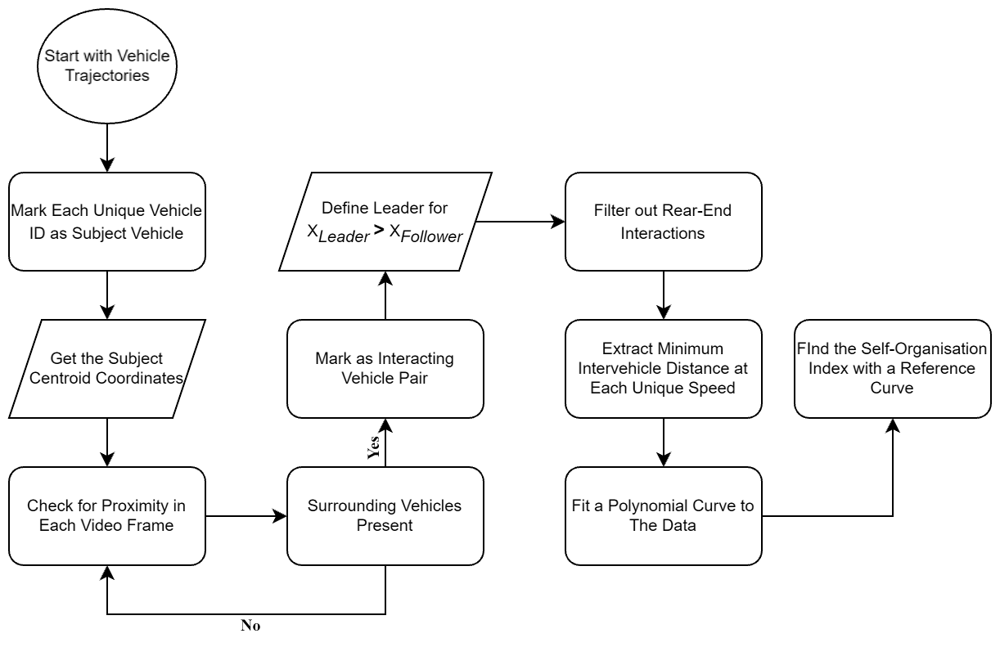 Start with Vehicle
Trajectories
Mark Each Unique Vehicle
ID as Subject Vehicle
Get the Subject
Centroid Coordinates
Check for Proximity in
Each Video Frame
Surrounding Vehicles
Present
No
Yes
Mark as Interacting
Vehicle Pair
Define Leader for
X_Leader > X_Follower
Filter out Rear-End
Interactions
Extract Minimum
Intervehicle Distance at
Each Unique Speed
Fit a Polynomial Curve to
The Data
FInd the Self-Organisation
Index with a Reference
Curve